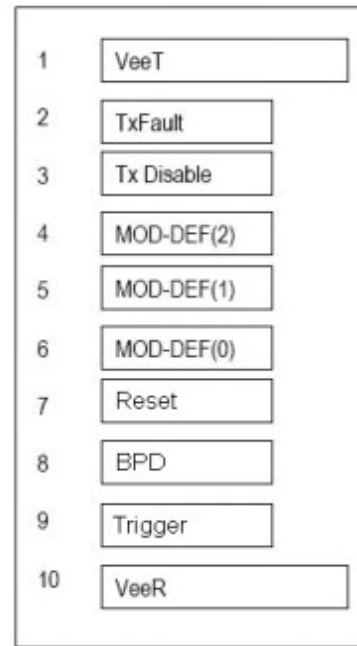 1 VeeT
2 TxFault
3 Tx Disable
4 MOD-DEF(2)
5 MOD-DEF(1)
6 MOD-DEF(0)
7 Reset
8 BPD
9 Trigger
10 VeeR